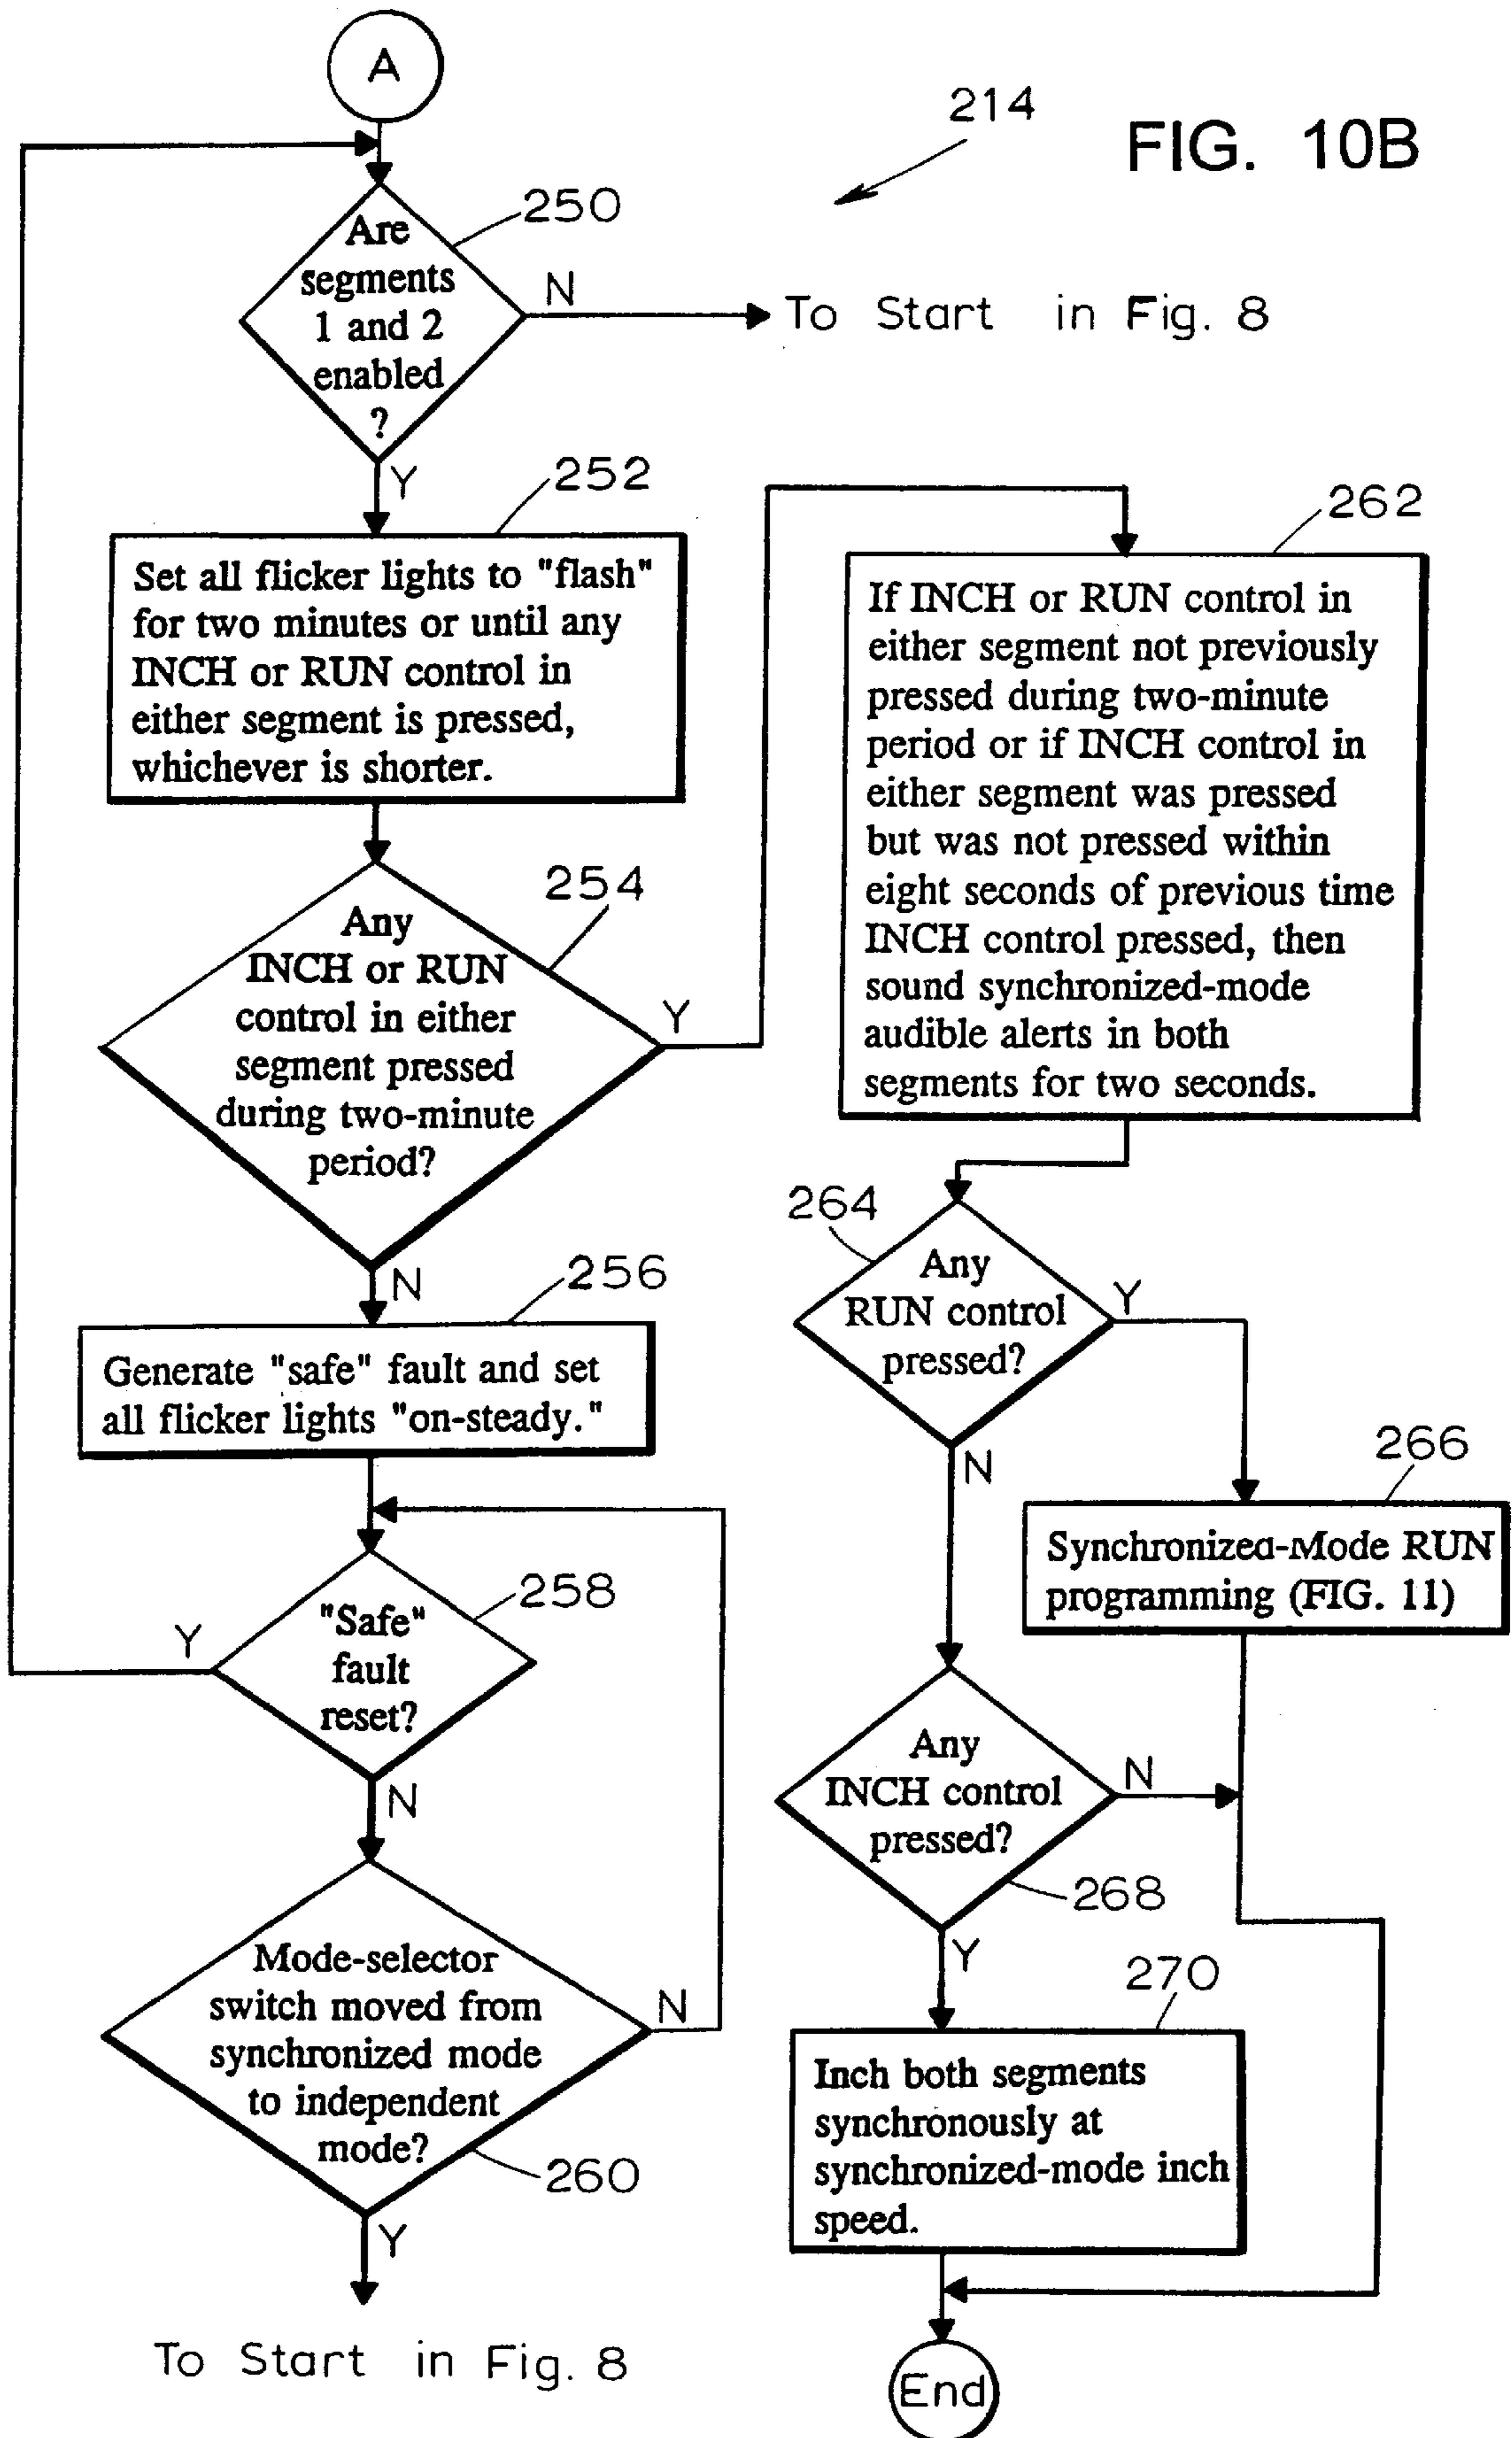 A
214
FIG. 10B
250
Are
segments
1 and 2
enabled
?
N
To Start in Fig. 8
Y
252
Set all flicker lights to "flash"
for two minutes or until any
INCH or RUN control in
either segment is pressed,
whichever is shorter.
254
Any
INCH or RUN
control in either
segment pressed
during two-minute
period?
Y
N
256
Generate "safe" fault and set
all flicker lights "on-steady."
258
"Safe"
fault
reset?
Y
N
Mode-selector
switch moved from
synchronized mode
to independent
mode?
N
260
Y
To Start in Fig. 8
262
If INCH or RUN control in
either segment not previously
pressed during two-minute
period or if INCH control in
either segment was pressed
but was not pressed within
eight seconds of previous time
INCH control pressed, then
sound synchronized-mode
audible alerts in both
segments for two seconds.
264
Any
RUN control
pressed?
Y
N
266
Synchronized-Mode RUN
programming (FIG. 11)
Any
INCH control
pressed?
N
268
Y
270
Inch both segments
synchronously at
synchronized-mode inch
speed.
End